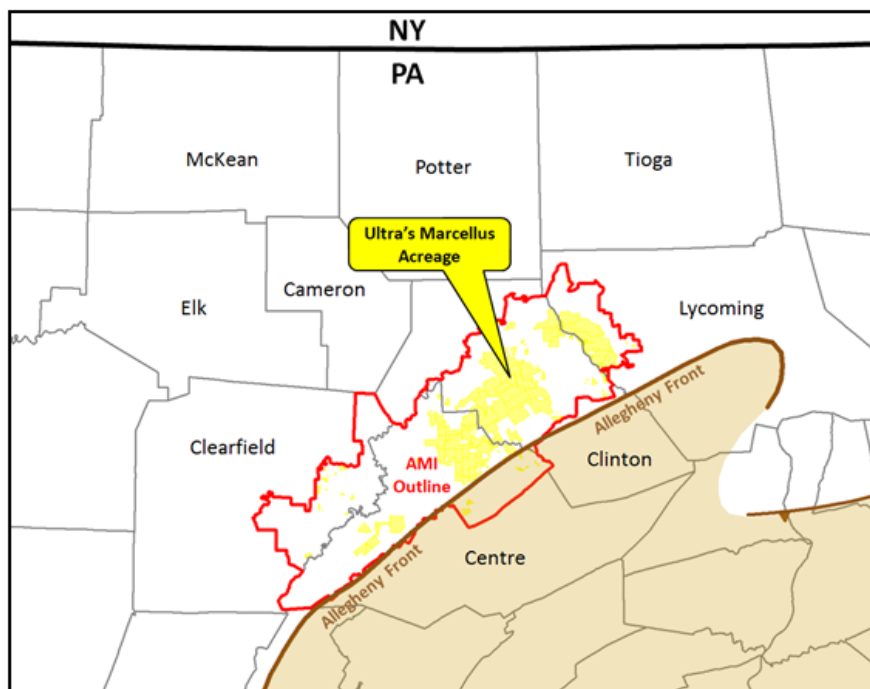 NY
PA
McKean
Potter
Tioga
Ultra's Marcellus
Acreage
Elk
Cameron
Lycoming
Allegheny Front
Clearfield
AMI
Outline
Clinton
Centre
Allegheny Front